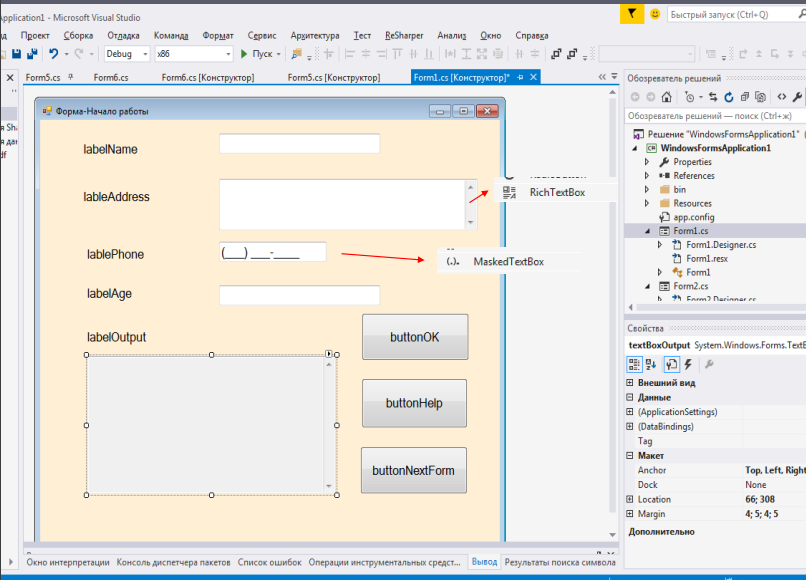 Application1 - Microsoft Visual Studio
Быстрый запуск (Ctrl+Q)
Проект Сборка Отладка Команда Формат Сервис Архитектура Тест ReSharper Анализ Окно Справка
Debug x86 Пуск
Form5.cs Form6.cs Form6.cs [Конструктор] Form5.cs [Конструктор] Form1.cs [Конструктор]*
Обозреватель решений
Обозреватель решений — поиск (Ctrl+ж)
Форма-Начало работы
labelName
lableAddress
RichTextBox
lablePhone
(___) ___-____
MaskedTextBox
labelAge
labelOutput
buttonOK
buttonHelp
buttonNextForm
Решение "WindowsFormsApplication1"
WindowsFormsApplication1
Properties
References
bin
Resources
app.config
Form1.cs
Form1.Designer.cs
Form1.resx
Form1
Form2.cs
Form2.Designer.cs
Свойства
textBoxOutput System.Windows.Forms.TextB
Внешний вид
Данные
(ApplicationSettings)
(DataBindings)
Tag
Макет
Anchor Top, Left, Right
Dock None
Location 66; 308
Margin 4; 5; 4; 5
Дополнительно
Окно интерпретации Консоль диспетчера пакетов Список ошибок Операции инструментальных средст... Вывод Результаты поиска символа